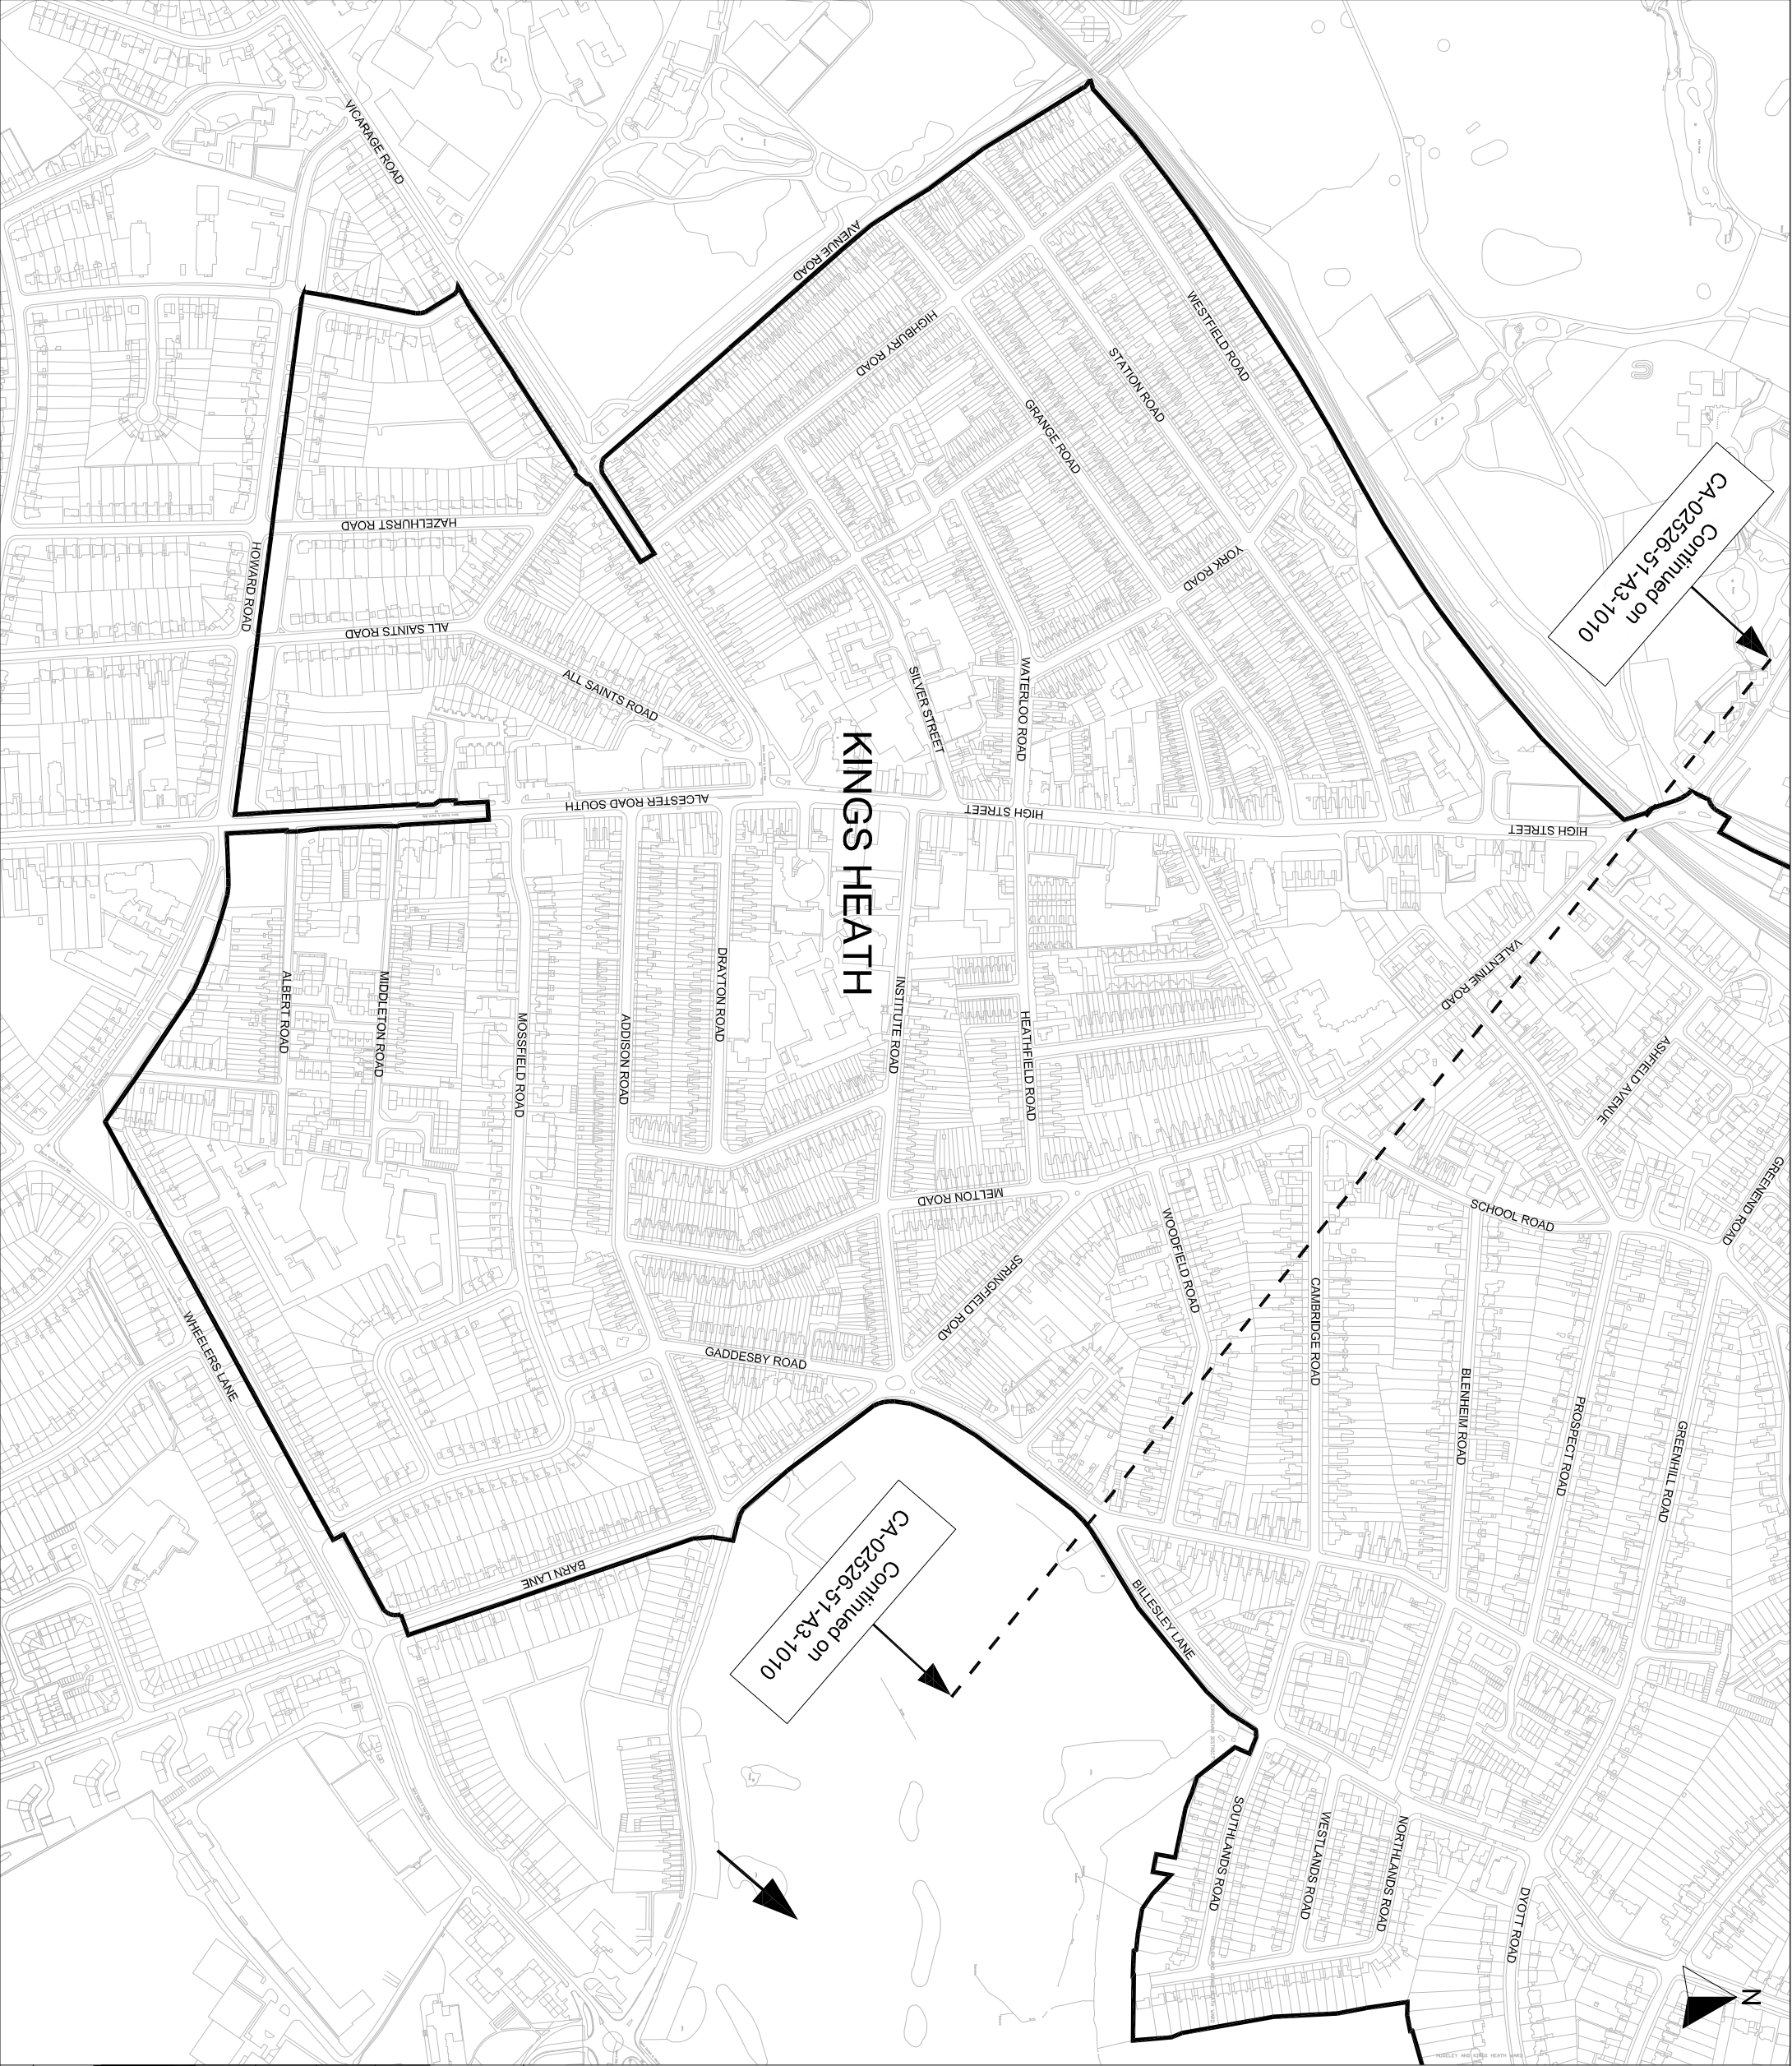 VICARAGE ROAD
AVENUE ROAD
HIGHBURY ROAD
WESTFIELD ROAD
STATION ROAD
GRANGE ROAD
YORK ROAD
Continued on
CA-02526-51-A3-1010
HAZELHURST ROAD
HOWARD ROAD
ALL SAINTS ROAD
ALL SAINTS ROAD
SILVER STREET
WATERLOO ROAD
KINGS HEATH
ALCESTER ROAD SOUTH
HIGH STREET
HIGH STREET
VALENTINE ROAD
ALBERT ROAD
MIDDLETON ROAD
MOSSFIELD ROAD
ADDISON ROAD
DRAYTON ROAD
INSTITUTE ROAD
HEATHFIELD ROAD
ASHFIELD AVENUE
GREENEND ROAD
MELTON ROAD
SCHOOL ROAD
WOODFIELD ROAD
SPRINGFIELD ROAD
CAMBRIDGE ROAD
WHEELERS LANE
GADDESBY ROAD
BLENHEIM ROAD
PROSPECT ROAD
GREENHILL ROAD
BARN LANE
Continued on
CA-02526-51-A3-1010
BILLESLEY LANE
SOUTHLANDS ROAD
WESTLANDS ROAD
NORTHLANDS ROAD
DYOTT ROAD
N